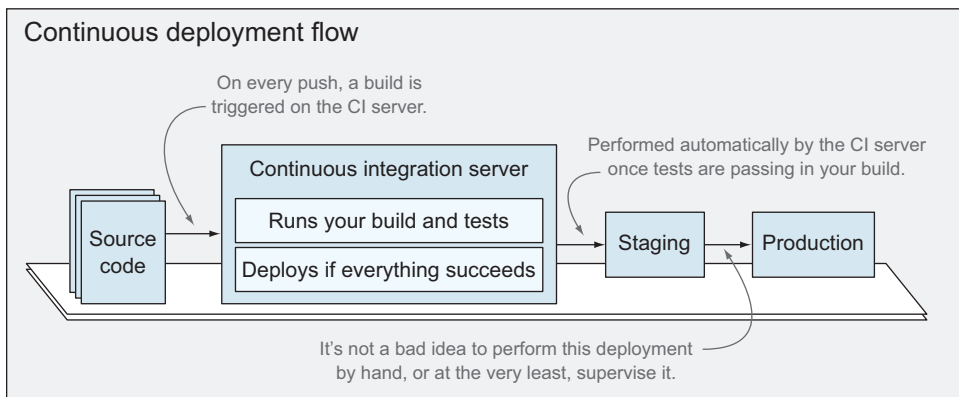 Continuous deployment flow
On every push, a build is
triggered on the CI server.
Performed automatically by the CI server
once tests are passing in your build.
Continuous integration server
Runs your build and tests
Deploys if everything succeeds
Source
code
Staging
Production
It's not a bad idea to perform this deployment
by hand, or at the very least, supervise it.